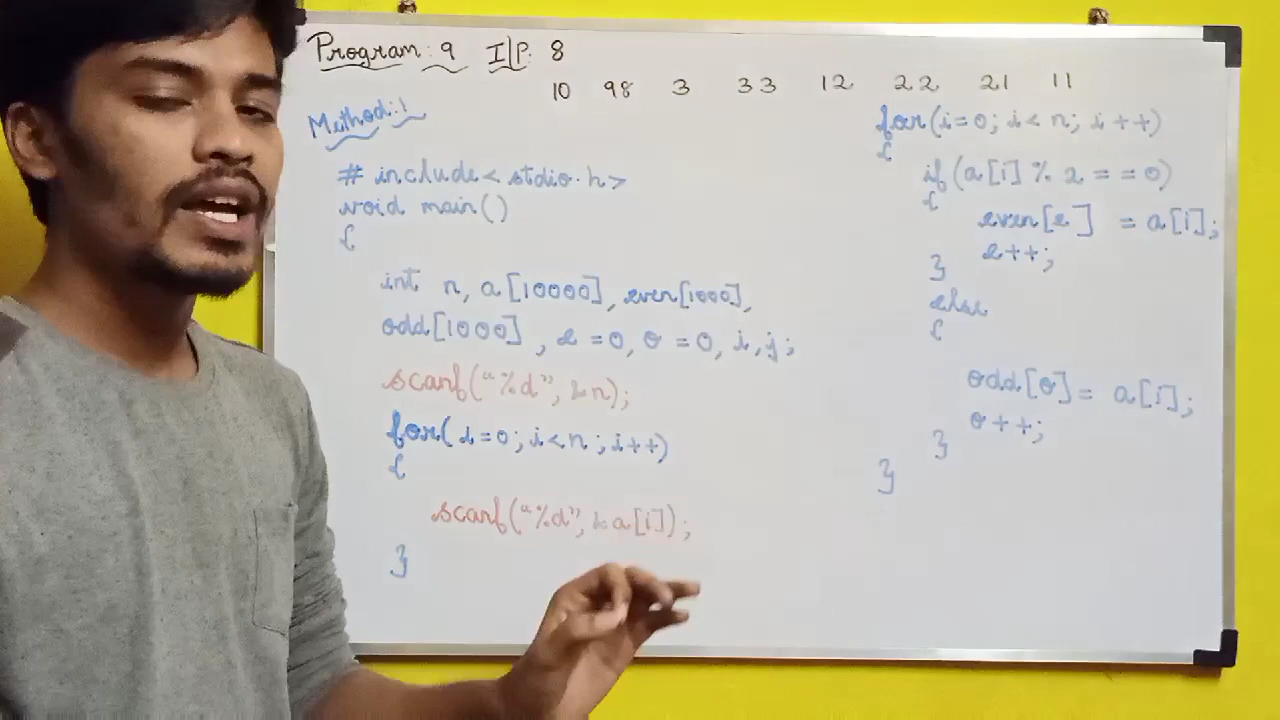 Program: 9 I/P: 8
10 98 3 33 12 22 21 11
Method: 1
# include < stdio.h >
void main()
{
int n, a[10000], even[1000],
odd[1000], e = 0, o = 0, i, j;
scanf("%d", &n);
for( i=0; i<n; i++)
{
scanf("%d", &a[i]);
}
for(i=0; i<n; i++)
{
if(a[i] % 2 == 0)
{
even[e] = a[i];
e++;
}
else
{
odd[o] = a[i];
o++;
}
}